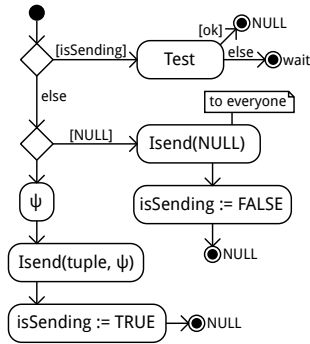 [ok]
NULL
[isSending]
Test
else
wait
else
to everyone
[NULL]
Isend(NULL)
ψ
isSending := FALSE
Isend(tuple, ψ)
NULL
isSending := TRUE
NULL